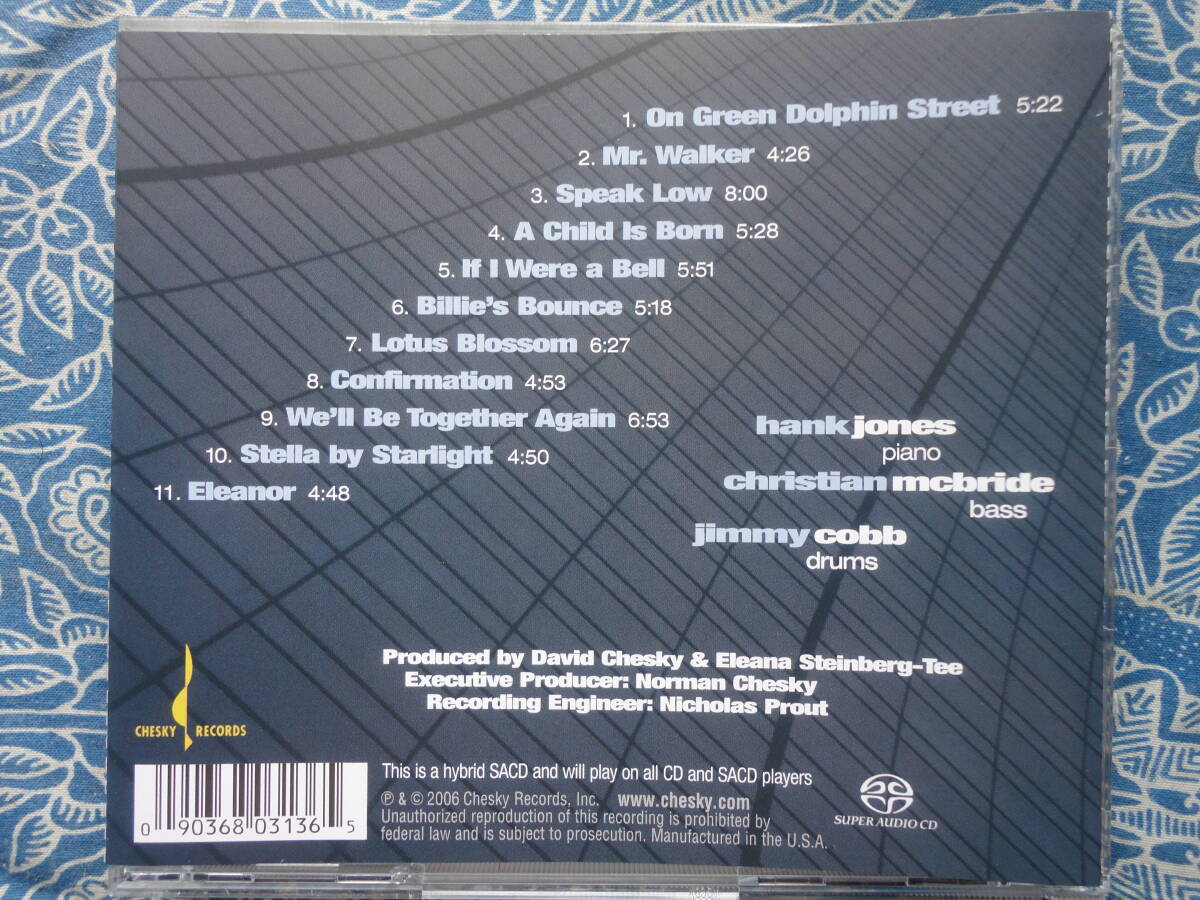 1. On Green Dolphin Street 5:22
2. Mr. Walker 4:26
3. Speak Low 8:00
4. A Child Is Born 5:28
5. If I Were a Bell 5:51
6. Billie's Bounce 5:18
7. Lotus Blossom 6:27
8. Confirmation 4:53
9. We'll Be Together Again 6:53
10. Stella by Starlight 4:50
11. Eleanor 4:48
hankjones
piano
christian mcbride
bass
jimmy cobb
drums
Produced by David Chesky & Eleana Steinberg-Tee
Executive Producer: Norman Chesky
Recording Engineer: Nicholas Prout
CHESKY RECORDS
0 90368 03136 5
This is a hybrid SACD and will play on all CD and SACD players
℗ & © 2006 Chesky Records, Inc. www.chesky.com
Unauthorized reproduction of this recording is prohibited by
federal law and is subject to prosecution. Manufactured in the U.S.A.
SUPER AUDIO CD